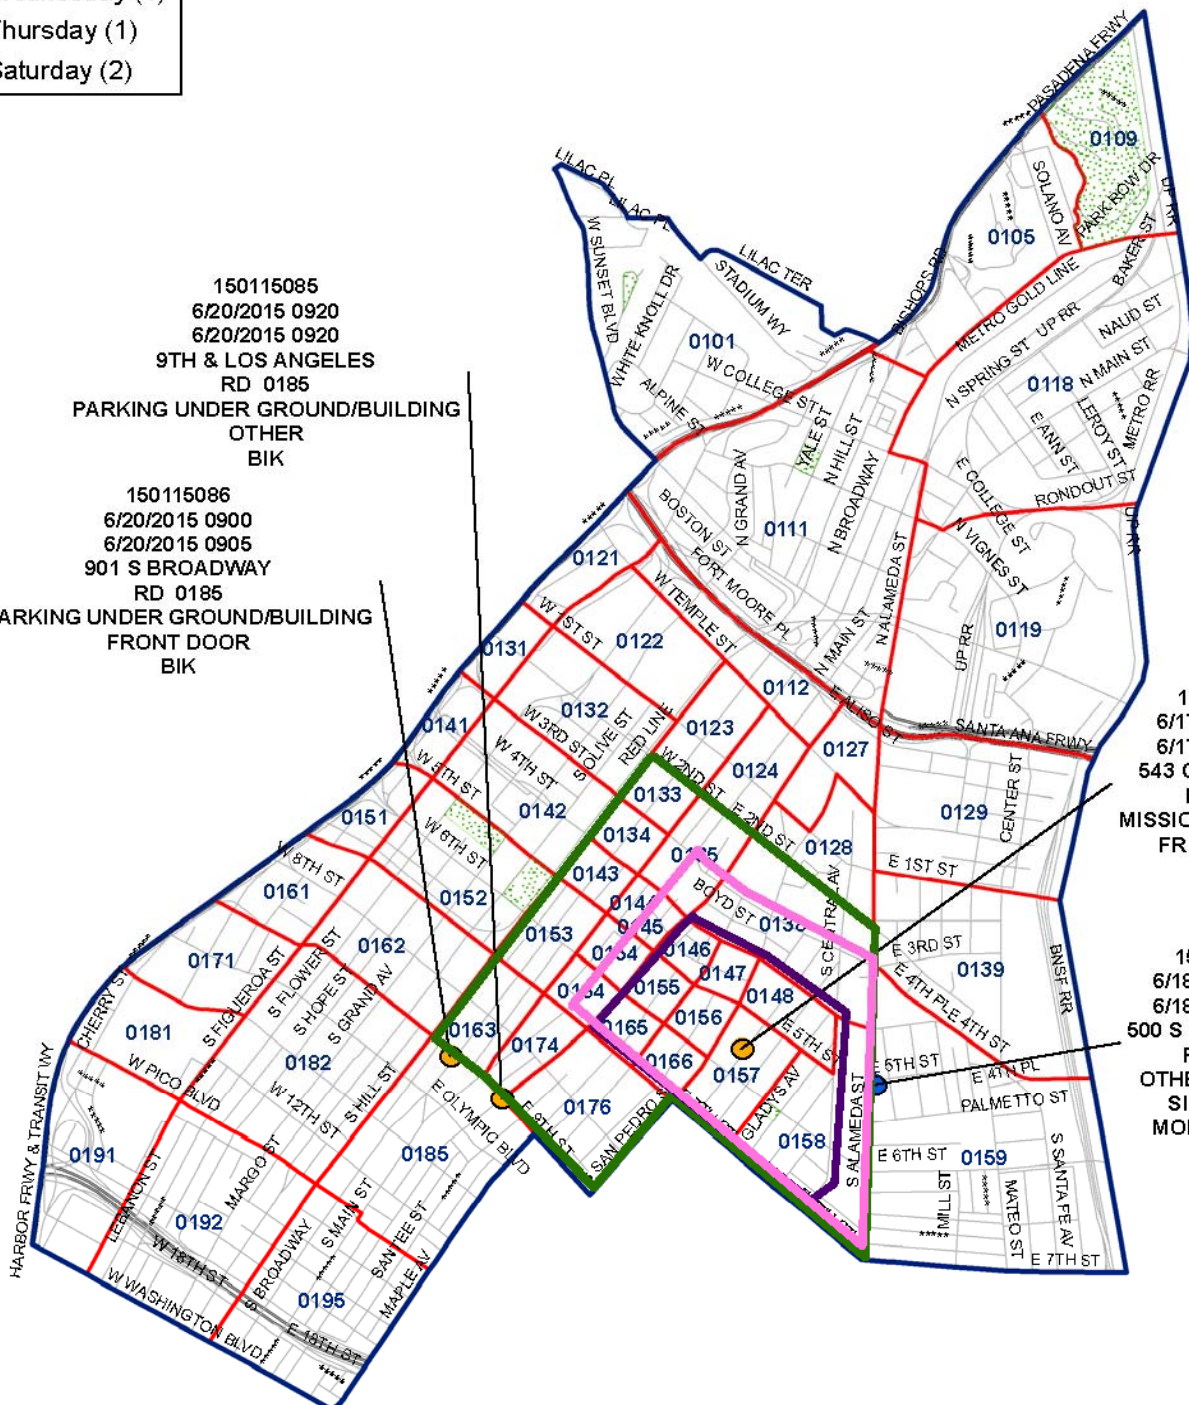 Thursday (1)
Saturday (2)
150115085
6/20/2015 0920
6/20/2015 0920
9TH & LOS ANGELES
RD 0185
PARKING UNDER GROUND/BUILDING
OTHER
BIK
150115086
6/20/2015 0900
6/20/2015 0905
901 S BROADWAY
RD 0185
PARKING UNDER GROUND/BUILDING
FRONT DOOR
BIK
PASADENA FRWY
*****
0109
LILAC PL
LILAC PL
LILAC TER
W SUNSET BLVD
WHITE KNOLL DR
STADIUM WY
BISHOPS RD
SOLANO AV
PARK ROW DR
UP RR
0105
BAKER ST
METRO GOLD LINE
0101
W COLLEGE ST
ALPINE ST
N SPRING ST
UP RR
NAUD ST
0118
N MAIN ST
METRO RR
LEROY ST
E ANN ST
YALE ST
N HILL ST
N GRAND AV
N BROADWAY
BOSTON ST
0111
E COLLEGE ST
RONDOUT ST
UP RR
N VIGNES ST
FORT MOORE PL
0121
W TEMPLE ST
N ALAMEDA ST
N MAIN ST
0119
UP RR
W 1ST ST
0122
0131
0112
E ALISO ST
SANTA ANA FRWY
0132
0123
0127
0141
W 3RD ST
S OLIVE ST
RED LINE
W 2ND ST
0124
W 4TH ST
W 5TH ST
0142
0133
E 2ND ST
0129
CENTER ST
543 C
MISSIO
FR
0151
W 6TH ST
0134
0128
E 1ST ST
W 8TH ST
0161
0152
0143
0144
BOYD ST
S CENTRAL AV
0171
0162
0153
0145
0146
E 3RD ST
0139
BNSF RR
CHERRY ST
S FIGUEROA ST
S FLOWER ST
S HOPE ST
S GRAND AV
0147
0148
E 4TH PL
E 4TH ST
0181
0155
0156
0165
0163
0174
0166
0157
E 5TH ST
E 5TH ST
E 4TH PL
500 S
OTHE
W PICO BLVD
0182
W 12TH ST
S HILL ST
E OLYMPIC BLVD
E 9TH ST
0176
SAN PEDRO
GLADYS AV
S ALAMEDA ST
PALMETTO ST
0158
0191
MARGO ST
0185
E 6TH ST
0159
S SANTA FE AV
LEBANON ST
0192
S MAIN ST
SANTEE ST
MILL ST
MATEO ST
HARBOR FRWY & TRANSIT WY
W 18TH ST
S BROADWAY
MAPLE AV
E 7TH ST
W WASHINGTON BLVD
0195
E 18TH ST